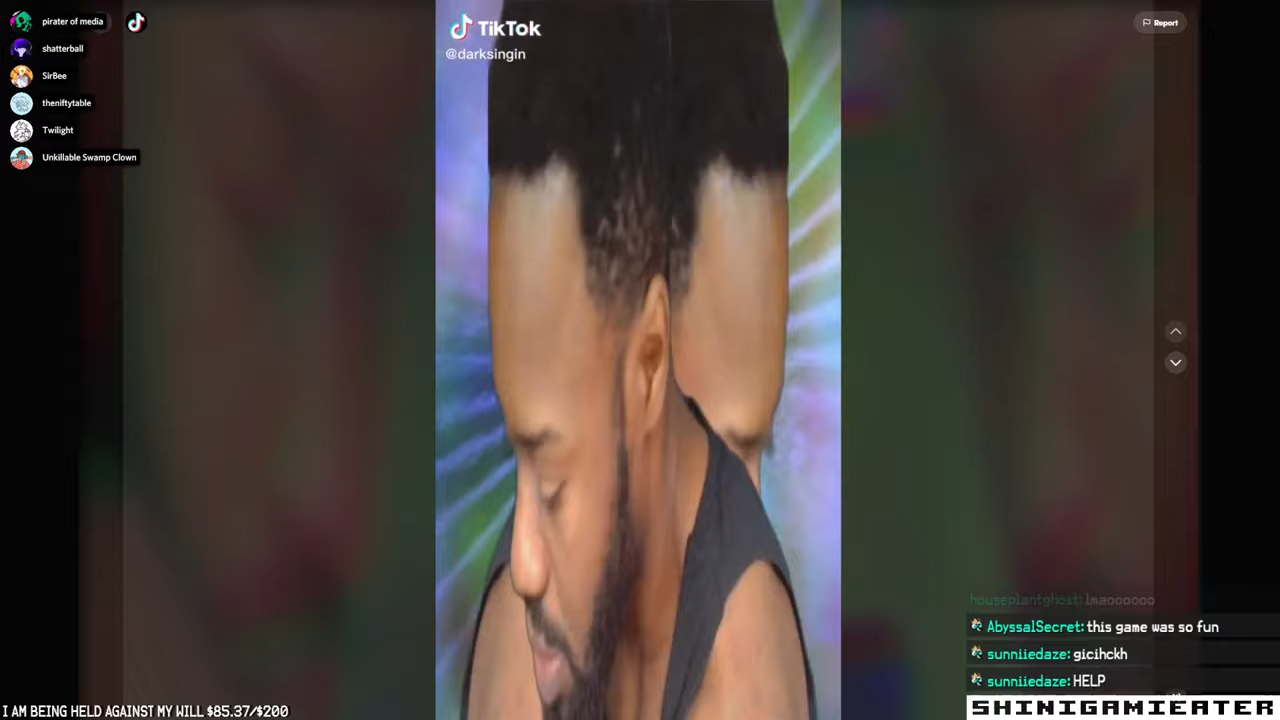 pirater of media
shatterball
SirBee
theniftytable
Twilight
Unkillable Swamp Clown
TikTok
@darksingin
Report
houseplantghost: lmaoooooo
AbyssalSecret: this game was so fun
sunniiedaze: gicihckh
sunniiedaze: HELP
I AM BEING HELD AGAINST MY WILL $85.37/$200
SHINIGAMIEATER